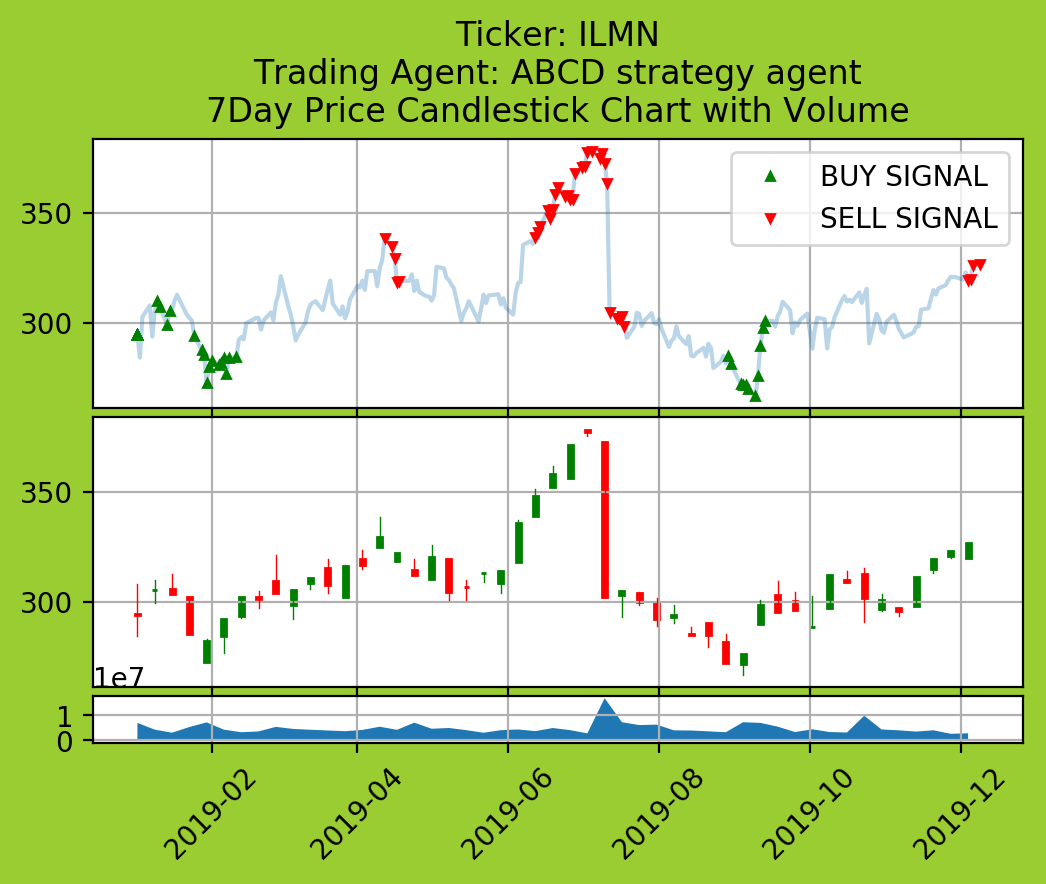 Ticker: ILMN
Trading Agent: ABCD strategy agent
7Day Price Candlestick Chart with Volume
BUY SIGNAL
SELL SIGNAL
350
300
350
300
1e7
1
0
2019-02
2019-04
2019-06
2019-08
2019-10
2019-12